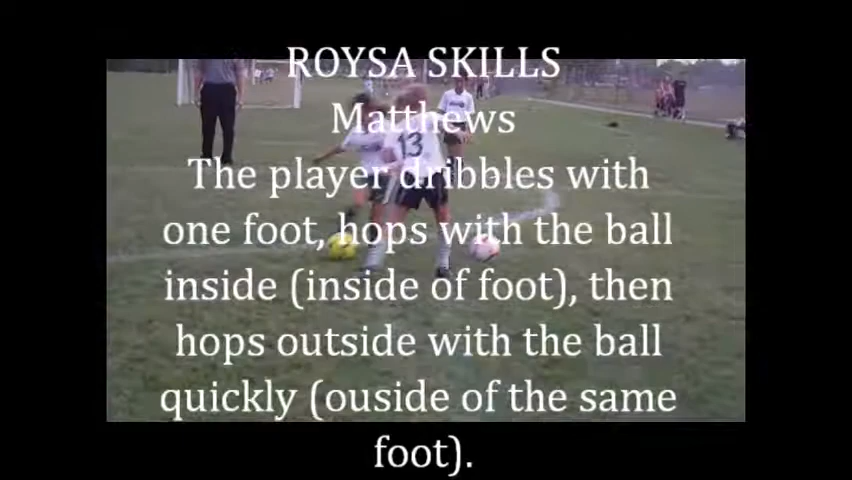 ROYSA SKILLS
Matthews
The player dribbles with
one foot, hops with the ball
inside (inside of foot), then
hops outside with the ball
quickly (ouside of the same
foot).
13